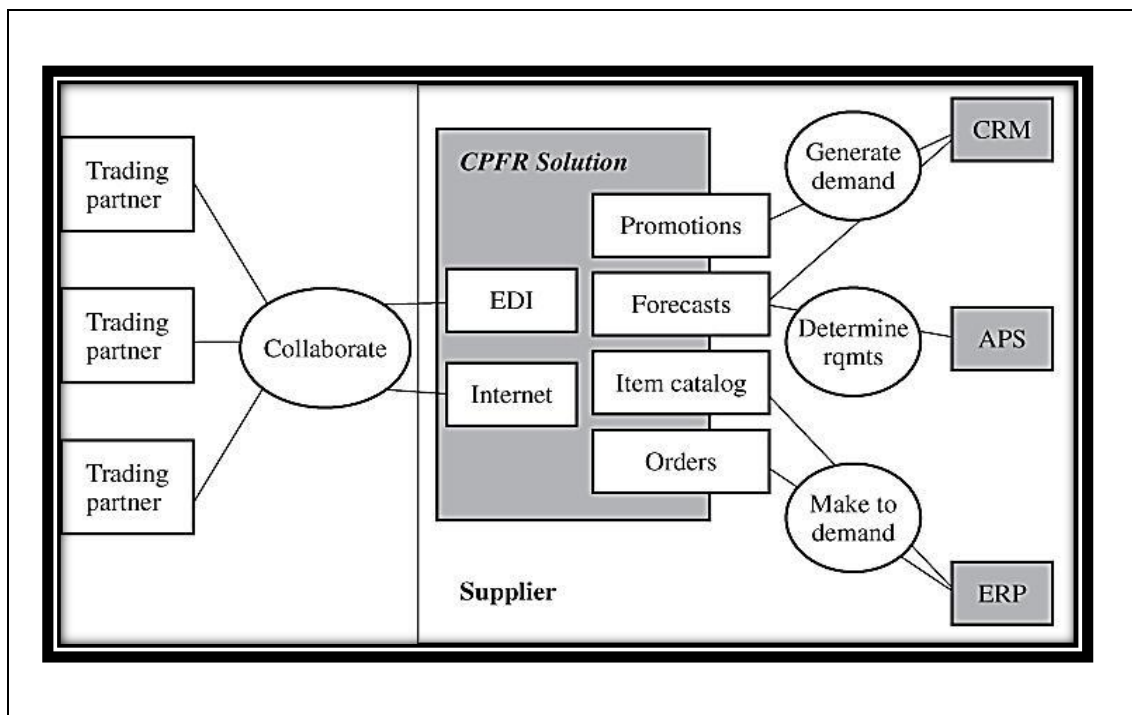 Trading
partner
Trading
partner
Trading
partner
Collaborate
CPFR Solution
EDI
Internet
Promotions
Forecasts
Item catalog
Orders
Supplier
Generate
demand
Determine
rqmts
Make to
demand
CRM
APS
ERP